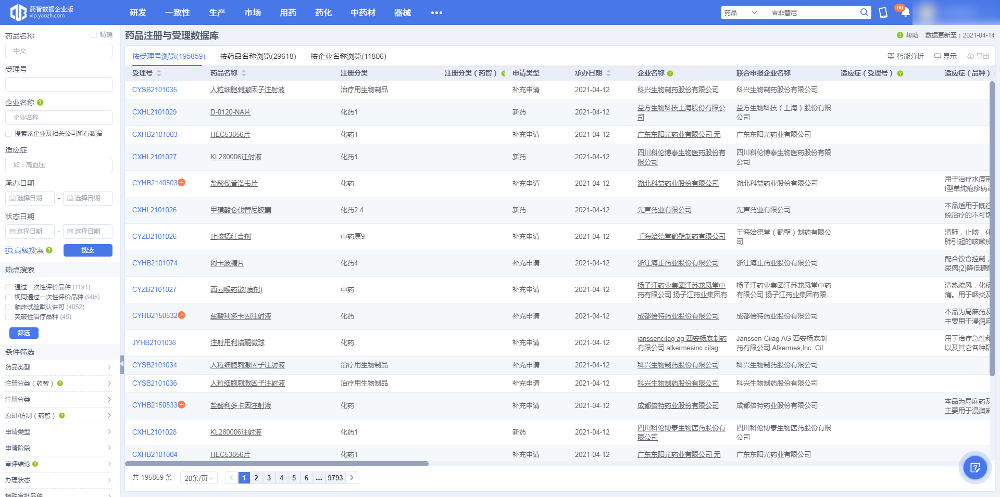 药智数据企业版
vip.yaozh.com
研发 一致性 生产 市场 用药 药化 中药材 器械 •••
药品 吉非替尼 60
药品名称 精确
中文
受理号
企业名称
企业名称
搜索该企业及相关公司所有数据
适应症
如：高血压
承办日期
选择日期 - 选择日期
状态日期
选择日期 - 选择日期
高级搜索 搜索
热点搜索
通过一次性评价品种 (1191)
视同通过一次性评价品种 (905)
临床试验默认许可 (4052)
突破性治疗品种 (45)
筛选
条件筛选
药品类型
注册分类（药智）
注册分类
原研/仿制（药智）
申请类型
申请阶段
审评结论
办理状态
特殊审批品种
药品注册与受理数据库
帮助 数据更新至：2021-04-14
按受理号浏览(195859) 按药品名称浏览(29618) 按企业名称浏览(11806)
智能分析 显示 导出
受理号 药品名称 注册分类 注册分类（药智） 申请类型 承办日期 企业名称 联合申报企业名称 适应症（受理号） 适应症（品种）
CYSB2101035 人粒细胞刺激因子注射液 治疗用生物制品 补充申请 2021-04-12 科兴生物制药股份有限公司 科兴生物制药股份有限公司
CXHL2101029 D-0120-NA片 化药1 新药 2021-04-12 益方生物科技上海股份有限公司 益方生物科技（上海）股份有限公司
CXHB2101003 HEC53856片 化药1 补充申请 2021-04-12 广东东阳光药业有限公司 无 广东东阳光药业有限公司
CXHL2101027 KL280006注射液 化药1 新药 2021-04-12 四川科伦博泰生物医药股份有限公司 四川科伦博泰生物医药股份有限公司
CYHB2140503 盐酸伐昔洛韦片 化药 补充申请 2021-04-12 湖北科益药业股份有限公司 湖北科益药业股份有限公司 用于治疗水痘带 I型单纯疱疹病毒
CXHL2101026 甲磺酸仑伐替尼胶囊 化药2.4 新药 2021-04-12 先声药业有限公司 先声药业有限公司 本品适用于既往 统治疗的不可切
CYZB2101026 止咳橘红合剂 中药原9 补充申请 2021-04-12 千海始德堂鹤壁制药有限公司 千海始德堂（鹤壁）制药有限公司 清肺，止咳，化 肺引起的咳嗽痰
CYHB2101074 阿卡波糖片 化药4 补充申请 2021-04-12 浙江海正药业股份有限公司 浙江海正药业股份有限公司 配合饮食控制， 尿病(2)降低糖耐
CYZB2101027 西园喉药散(喷剂) 中药 补充申请 2021-04-12 扬子江药业集团江苏龙凤堂中药有限公司 扬子江药业集团有 扬子江药业集团江苏龙凤堂中药有限公司 扬子江药业集团有限... 清热疏风，化痰 痛。用于咽炎及
CYHB2150532 盐酸利多卡因注射液 化药 补充申请 2021-04-12 成都倍特药业股份有限公司 成都倍特药业股份有限公司 本品为局麻药及 主要用于浸润麻
JYHB2101038 注射用利培酮微球 化药 补充申请 2021-04-12 janssencilag ag 西安杨森制药有限公司 alkermesinc cilag Janssen-Cilag AG 西安杨森制药有限公司 Alkermes,Inc. Cil... 用于治疗急性和 以及其它各种精
CYSB2101034 人粒细胞刺激因子注射液 治疗用生物制品 补充申请 2021-04-12 科兴生物制药股份有限公司 科兴生物制药股份有限公司
CYSB2101036 人粒细胞刺激因子注射液 治疗用生物制品 补充申请 2021-04-12 科兴生物制药股份有限公司 科兴生物制药股份有限公司
CYHB2150533 盐酸利多卡因注射液 化药 补充申请 2021-04-12 成都倍特药业股份有限公司 成都倍特药业股份有限公司 本品为局麻药及 主要用于浸润麻
CXHL2101028 KL280006注射液 化药1 新药 2021-04-12 四川科伦博泰生物医药股份有限公司 四川科伦博泰生物医药股份有限公司
CXHB2101004 HEC53856片 化药1 补充申请 2021-04-12 广东东阳光药业有限公司 无 广东东阳光药业有限公司
共 195859 条 20条/页 1 2 3 4 5 6 ... 9793